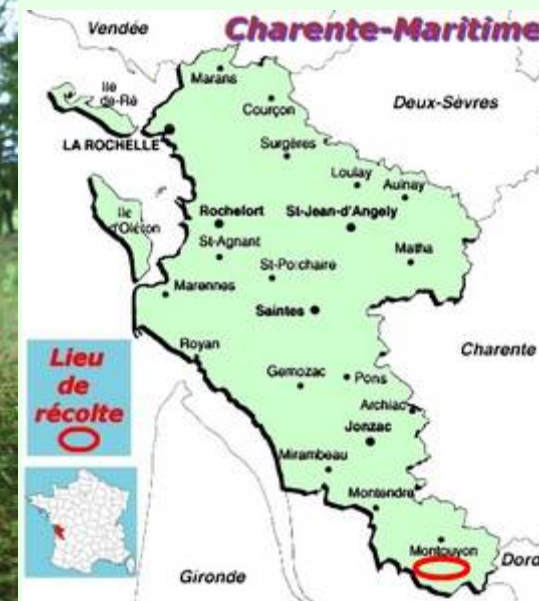 Charente-Maritime
Vendée
Marans
Ile
de-Ré
Courçon
Deux-Sèvres
LA ROCHELLE
Surgères
Loulay
Aulnay
Ile
d'Oléron
Rochefort
St-Jean-d'Angely
St-Agnant
Matha
St-Porchaire
Marennes
Saintes
Royan
Charente
Lieu
de
récolte
Gemozac
Pons
Archiac
Jonzac
Mirambeau
Montendre
Montguyon
Dord
Gironde